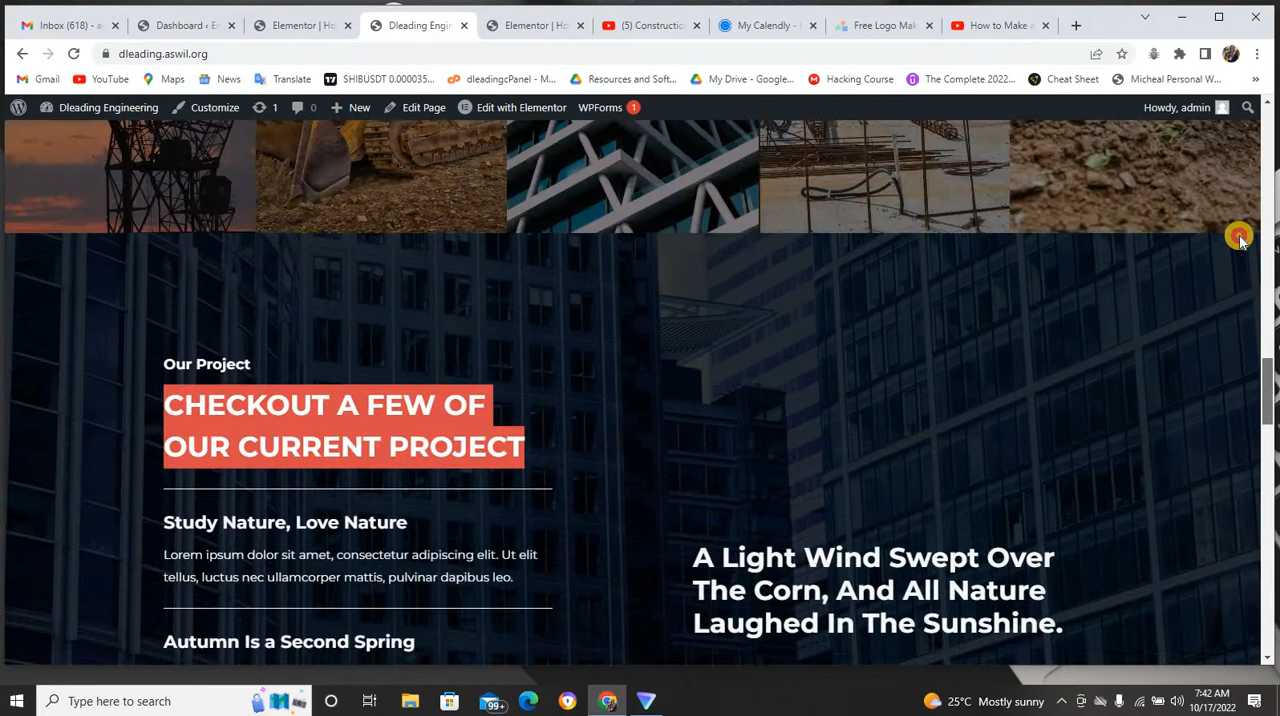 Inbox (618) - e
Dashboard ‹ E
Elementor | Ho
Dleading Engin
Elementor | Ho
(5) Construction
My Calendly -
Free Logo Mak
How to Make a
dleading.aswil.org
Gmail
YouTube
Maps
News
Translate
SHIBUSDT 0.000035...
dleadingcPanel - M...
Resources and Soft...
My Drive - Google...
Hacking Course
The Complete 2022...
Cheat Sheet
Micheal Personal W...
»
Dleading Engineering
Customize
1
0
New
Edit Page
Edit with Elementor
WPForms 1
Howdy, admin
Our Project
CHECKOUT A FEW OF
OUR CURRENT PROJECT
Study Nature, Love Nature
Lorem ipsum dolor sit amet, consectetur adipiscing elit. Ut elit
tellus, luctus nec ullamcorper mattis, pulvinar dapibus leo.
Autumn Is a Second Spring
A Light Wind Swept Over
The Corn, And All Nature
Laughed In The Sunshine.
Type here to search
99+
25°C Mostly sunny
7:42 AM
10/17/2022